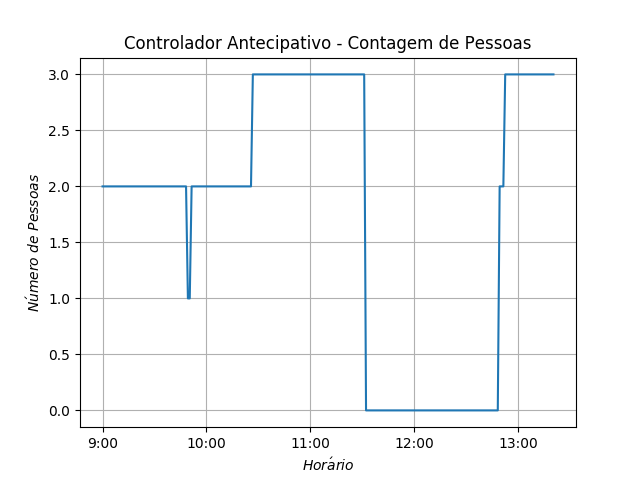 Controlador Antecipativo - Contagem de Pessoas
3.0
2.5
2.0
1.5
1.0
0.5
0.0
Número de Pessoas
9:00 10:00 11:00 12:00 13:00
Horário